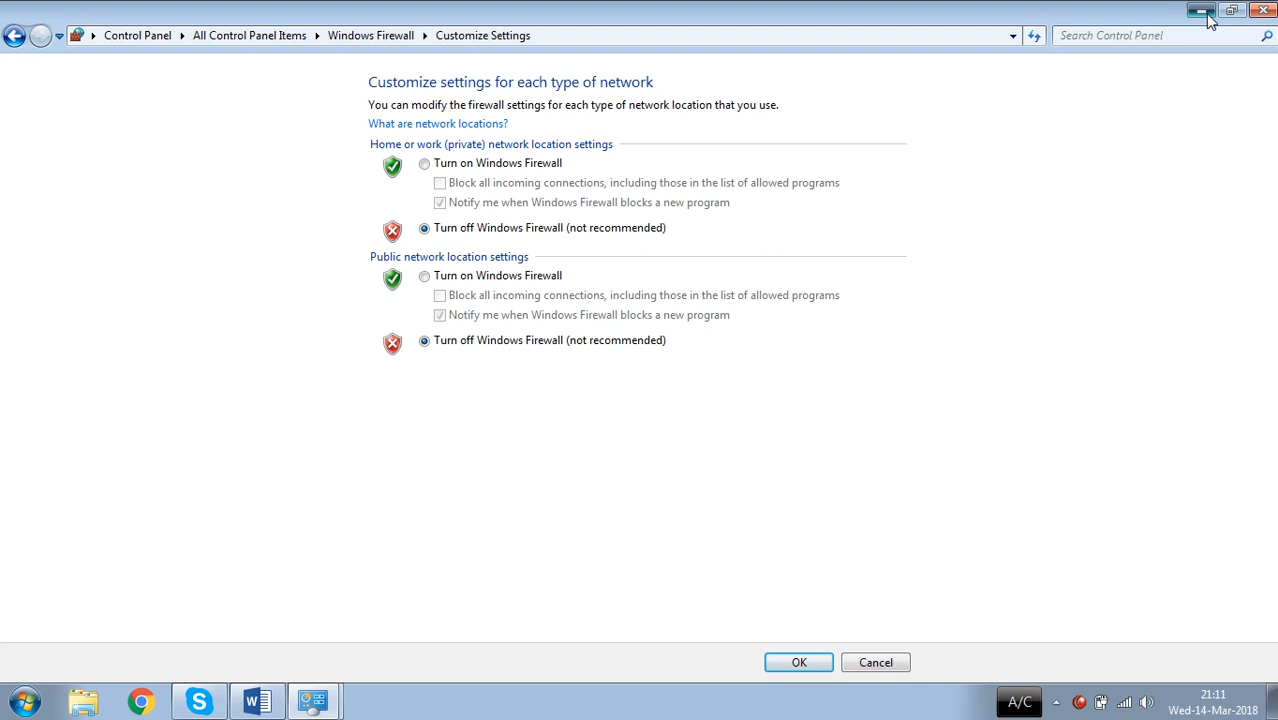 Control Panel All Control Panel Items Windows Firewall Customize Settings Search Control Panel
Customize settings for each type of network
You can modify the firewall settings for each type of network location that you use.
What are network locations?
Home or work (private) network location settings
Turn on Windows Firewall
Block all incoming connections, including those in the list of allowed programs
Notify me when Windows Firewall blocks a new program
Turn off Windows Firewall (not recommended)
Public network location settings
Turn on Windows Firewall
Block all incoming connections, including those in the list of allowed programs
Notify me when Windows Firewall blocks a new program
Turn off Windows Firewall (not recommended)
OK Cancel
A/C 21:11
Wed-14-Mar-2018